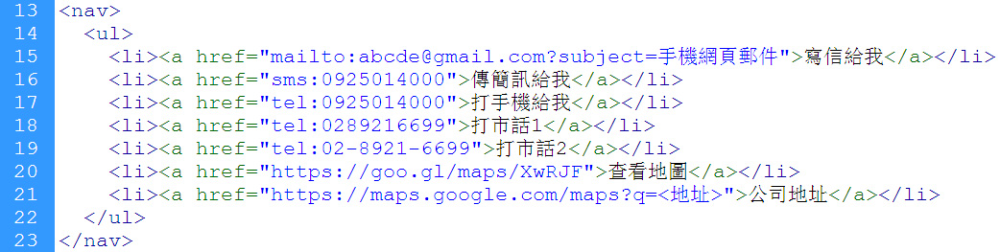 13 <nav>
14   <ul>
15     <li><a href="mailto:abcde@gmail.com?subject=手機網頁郵件">寫信給我</a></li>
16     <li><a href="sms:0925014000">傳簡訊給我</a></li>
17     <li><a href="tel:0925014000">打手機給我</a></li>
18     <li><a href="tel:0289216699">打市話1</a></li>
19     <li><a href="tel:02-8921-6699">打市話2</a></li>
20     <li><a href="https://goo.gl/maps/XwRJF">查看地圖</a></li>
21     <li><a href="https://maps.google.com/maps?q=<地址>">公司地址</a></li>
22   </ul>
23 </nav>